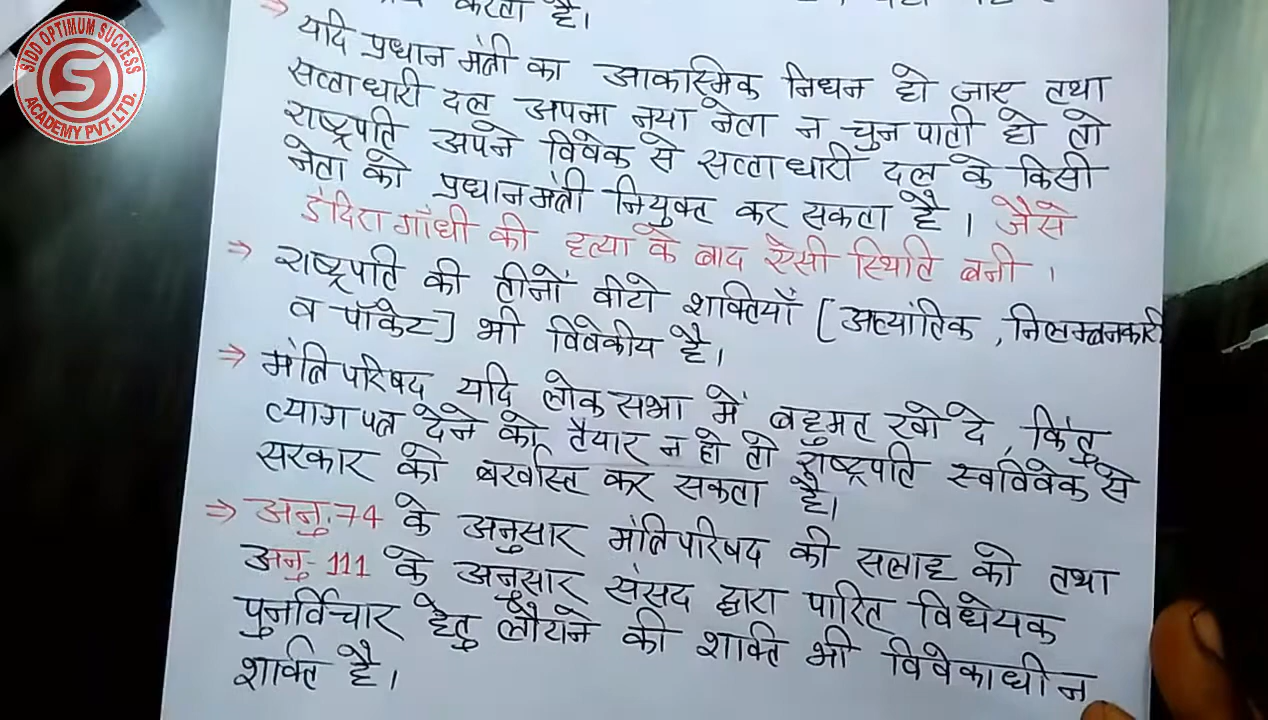 SIDD OPTIMUM SUCCESS
S
ACADEMY PVT. LTD.
करता है।
⇒ यदि प्रधान मंत्री का आकस्मिक निधन हो जाए तथा
सत्ताधारी दल अपना नया नेता न चुन पाती हो तो
राष्ट्रपति अपने विवेक से सत्ताधारी दल के किसी
नेता को प्रधानमंत्री नियुक्त कर सकता है । जैसे
इंदिरा गाँधी की हत्या के बाद ऐसी स्थिति बनी ।
⇒ राष्ट्रपति की तीनों वीटो शक्तियाँ [अत्यांतिक , निलम्बनकारी
व पॉकेट] भी विवेकीय है।
⇒ मंत्रिपरिषद यदि लोकसभा में बहुमत खो दे , किंतु
त्यागपत्र देने को तैयार न हो तो राष्ट्रपति स्वविवेक से
सरकार को बर्खास्त कर सकता है।
⇒ अनु. 74 के अनुसार मंत्रिपरिषद की सलाह को तथा
अनु- 111 के अनुसार संसद द्वारा पारित विधेयक
पुनर्विचार हेतु लौटाने की शक्ति भी विवेकाधीन
शक्ति है।